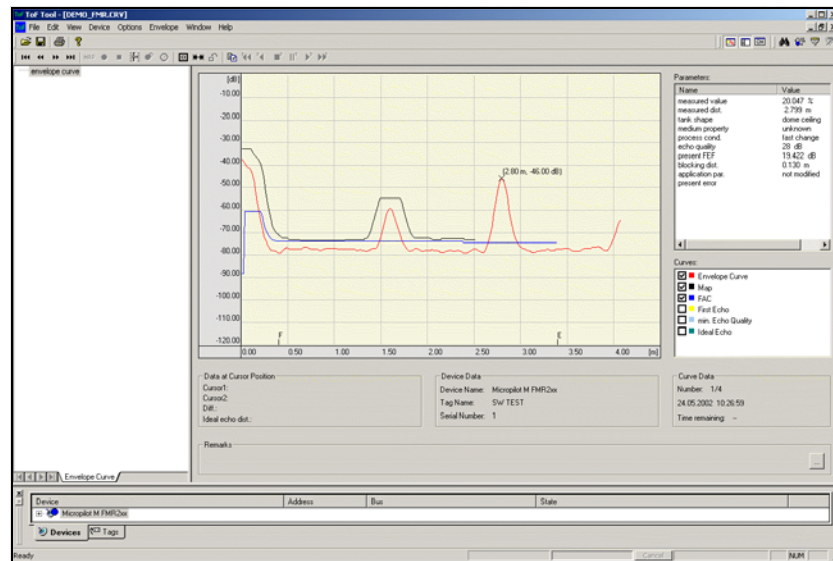 ToF Tool - [DEMO_FMR.CRV]
File Edit View Device Options Envelope Window Help
envelope curve
[dB]
-10.00
-20.00
-30.00
-40.00
-50.00
-60.00
-70.00
-80.00
-90.00
-100.00
-110.00
-120.00
(2.80 m, -46.00 dB)
F
E
0.00 0.50 1.00 1.50 2.00 2.50 3.00 3.50 4.00 [m]
Parameters:
Name Value
measured value 20.047 %
measured dist. 2.799 m
tank shape dome ceiling
medium property unknown
process cond. fast change
echo quality 28 dB
present FEF 19.422 dB
blocking dist. 0.130 m
application par. not modified
present error
Curves:
Envelope Curve
Map
FAC
First Echo
min. Echo Quality
Ideal Echo
Data at Cursor Position
Cursor1:
Cursor2:
Diff.:
Ideal echo dist.:
Device Data
Device Name: Micropilot M FMR2xx
Tag Name: SW TEST
Serial Number: 1
Curve Data
Number: 1/4
24.05.2002 10:26:59
Time remaining: --
Remarks
...
Envelope Curve
Device Address Bus State
Micropilot M FMR2xx
Devices Tags
Ready Cancel NUM